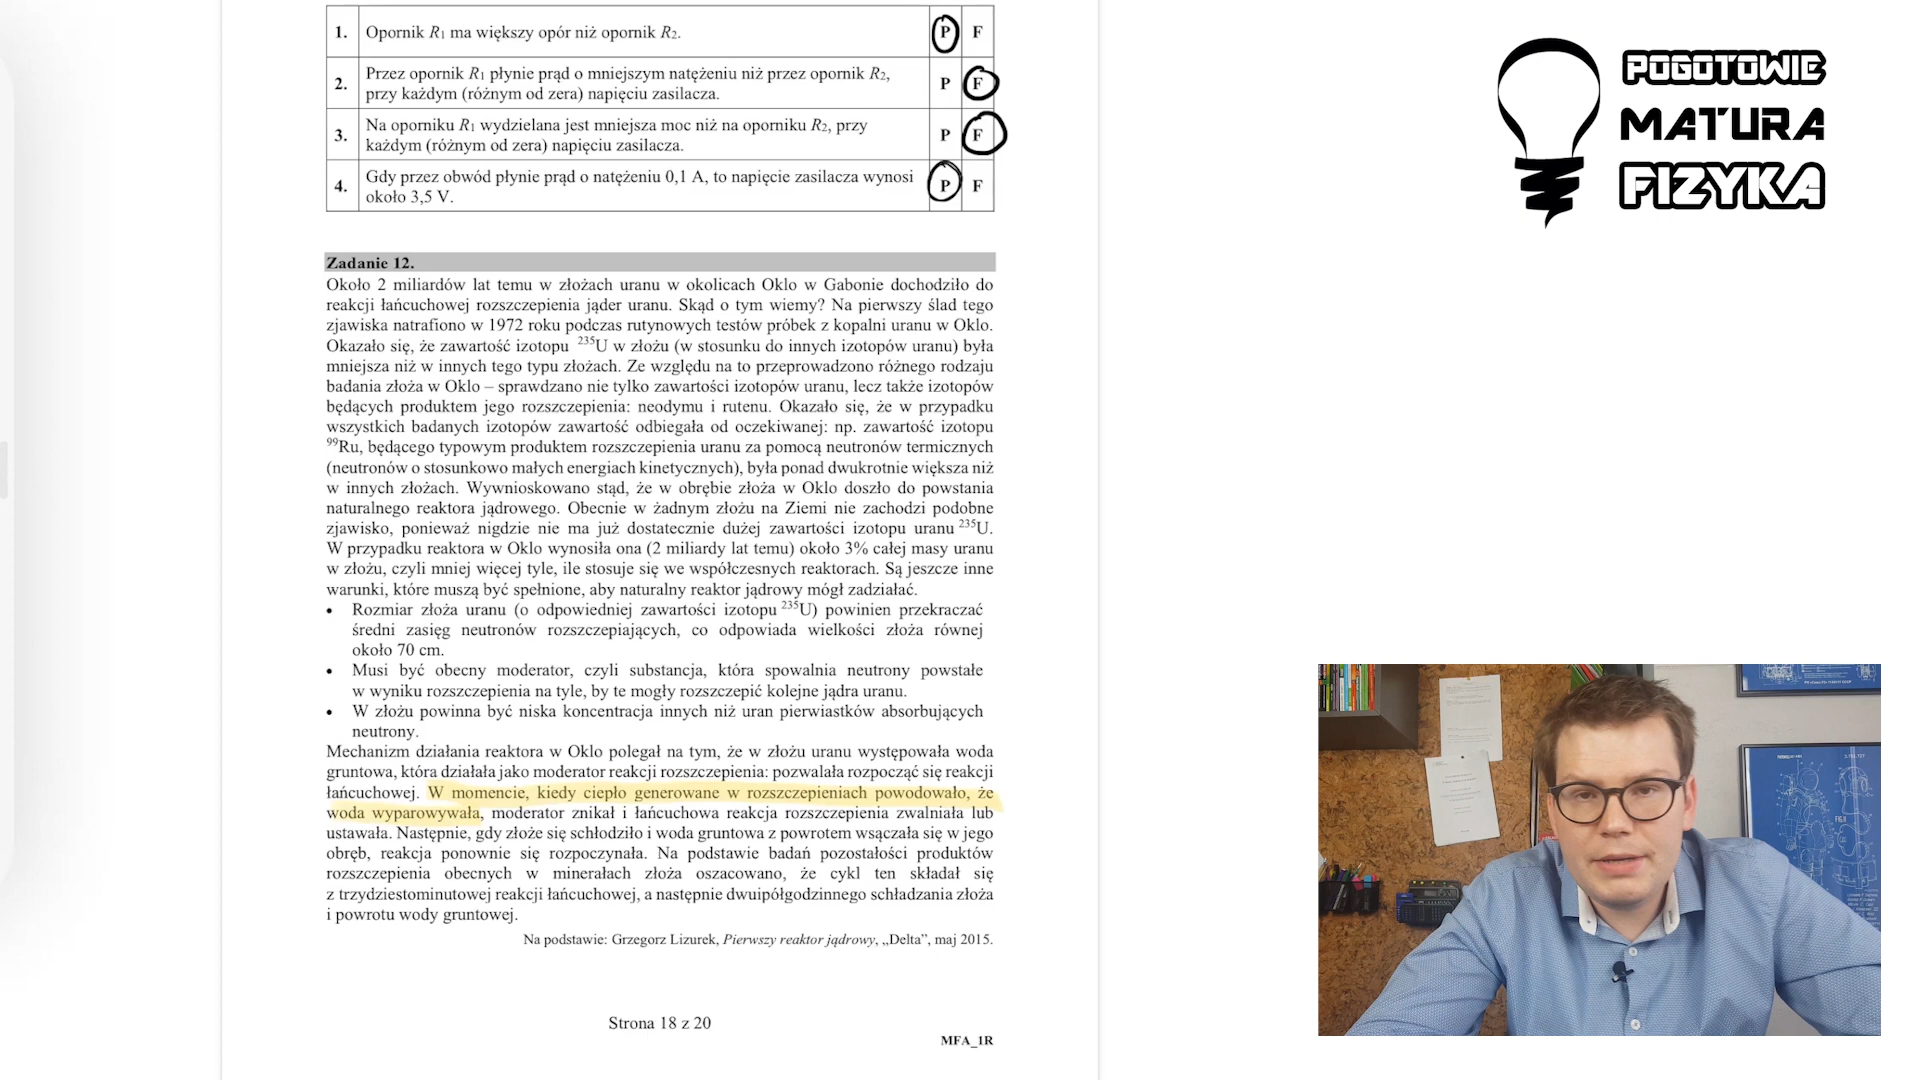 1. Opornik R1 ma większy opór niż opornik R2. P F
2. Przez opornik R1 płynie prąd o mniejszym natężeniu niż przez opornik R2, P F
przy każdym (różnym od zera) napięciu zasilacza.
3. Na oporniku R1 wydzielana jest mniejsza moc niż na oporniku R2, przy P F
każdym (różnym od zera) napięciu zasilacza.
4. Gdy przez obwód płynie prąd o natężeniu 0,1 A, to napięcie zasilacza wynosi P F
około 3,5 V.
Zadanie 12.
Około 2 miliardów lat temu w złożach uranu w okolicach Oklo w Gabonie dochodziło do
reakcji łańcuchowej rozszczepienia jąder uranu. Skąd o tym wiemy? Na pierwszy ślad tego
zjawiska natrafiono w 1972 roku podczas rutynowych testów próbek z kopalni uranu w Oklo.
Okazało się, że zawartość izotopu ²³⁵U w złożu (w stosunku do innych izotopów uranu) była
mniejsza niż w innych tego typu złożach. Ze względu na to przeprowadzono różnego rodzaju
badania złoża w Oklo – sprawdzano nie tylko zawartości izotopów uranu, lecz także izotopów
będących produktem jego rozszczepienia: neodymu i rutenu. Okazało się, że w przypadku
wszystkich badanych izotopów zawartość odbiegała od oczekiwanej: np. zawartość izotopu
⁹⁹Ru, będącego typowym produktem rozszczepienia uranu za pomocą neutronów termicznych
(neutronów o stosunkowo małych energiach kinetycznych), była ponad dwukrotnie większa niż
w innych złożach. Wywnioskowano stąd, że w obrębie złoża w Oklo doszło do powstania
naturalnego reaktora jądrowego. Obecnie w żadnym złożu na Ziemi nie zachodzi podobne
zjawisko, ponieważ nigdzie nie ma już dostatecznie dużej zawartości izotopu uranu ²³⁵U.
W przypadku reaktora w Oklo wynosiła ona (2 miliardy lat temu) około 3% całej masy uranu
w złożu, czyli mniej więcej tyle, ile stosuje się we współczesnych reaktorach. Są jeszcze inne
warunki, które muszą być spełnione, aby naturalny reaktor jądrowy mógł zadziałać.
• Rozmiar złoża uranu (o odpowiedniej zawartości izotopu ²³⁵U) powinien przekraczać
średni zasięg neutronów rozszczepiających, co odpowiada wielkości złoża równej
około 70 cm.
• Musi być obecny moderator, czyli substancja, która spowalnia neutrony powstałe
w wyniku rozszczepienia na tyle, by te mogły rozszczepić kolejne jądra uranu.
• W złożu powinna być niska koncentracja innych niż uran pierwiastków absorbujących
neutrony.
Mechanizm działania reaktora w Oklo polegał na tym, że w złożu uranu występowała woda
gruntowa, która działała jako moderator reakcji rozszczepienia: pozwalała rozpocząć się reakcji
łańcuchowej. W momencie, kiedy ciepło generowane w rozszczepieniach powodowało, że
woda wyparowywała, moderator znikał i łańcuchowa reakcja rozszczepienia zwalniała lub
ustawała. Następnie, gdy złoże się schłodziło i woda gruntowa z powrotem wsączała się w jego
obręb, reakcja ponownie się rozpoczynała. Na podstawie badań pozostałości produktów
rozszczepienia obecnych w minerałach złoża oszacowano, że cykl ten składał się
z trzydziestominutowej reakcji łańcuchowej, a następnie dwuipółgodzinnego schładzania złoża
i powrotu wody gruntowej.
Na podstawie: Grzegorz Lizurek, Pierwszy reaktor jądrowy, „Delta”, maj 2015.
Strona 18 z 20
MFA_1R
POGOTOWIE
MATURA
FIZYKA